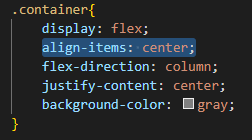 .container{
display: flex;
align-items: center;
flex-direction: column;
justify-content: center;
background-color: gray;
}